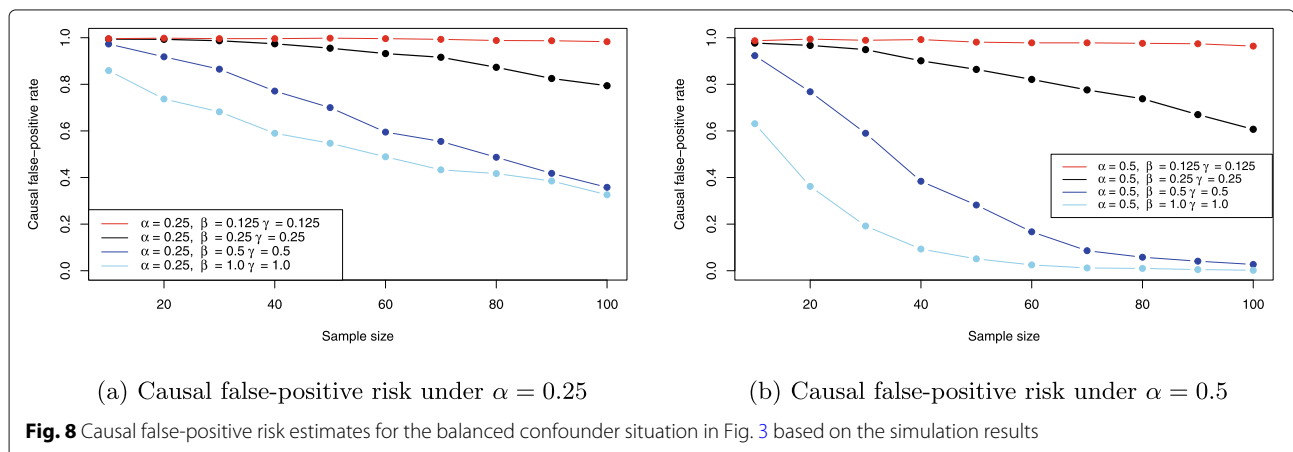 1.0
0.8
0.6
0.4
0.2
0.0
Causal false−positive rate
α = 0.25, β = 0.125 γ = 0.125
α = 0.25, β = 0.25 γ = 0.25
α = 0.25, β = 0.5 γ = 0.5
α = 0.25, β = 1.0 γ = 1.0
20 40 60 80 100
Sample size
(a) Causal false-positive risk under α = 0.25
1.0
0.8
0.6
0.4
0.2
0.0
Causal false−positive rate
α = 0.5, β = 0.125 γ = 0.125
α = 0.5, β = 0.25 γ = 0.25
α = 0.5, β = 0.5 γ = 0.5
α = 0.5, β = 1.0 γ = 1.0
20 40 60 80 100
Sample size
(b) Causal false-positive risk under α = 0.5
Fig. 8 Causal false-positive risk estimates for the balanced confounder situation in Fig. 3 based on the simulation results